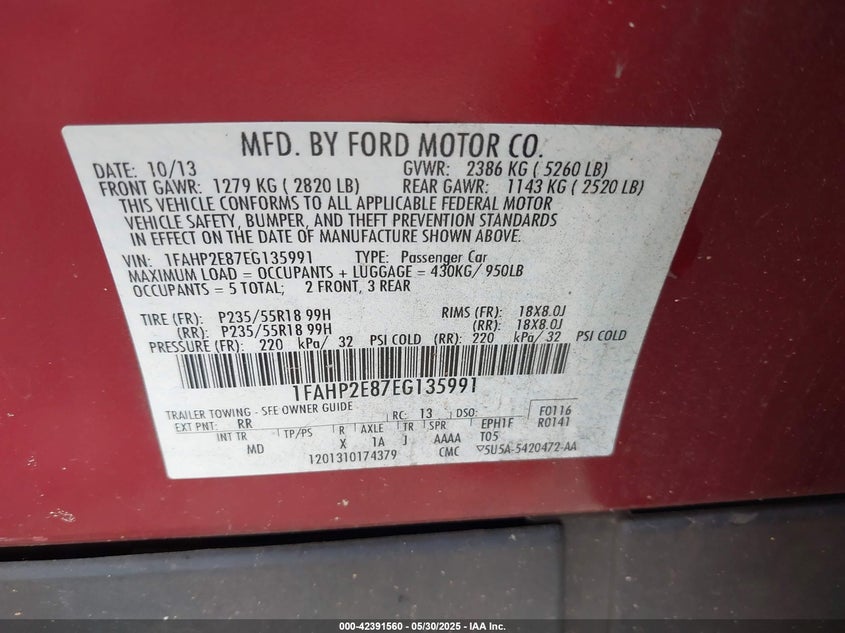 MFD. BY FORD MOTOR CO.
DATE: 10/13 GVWR: 2386 KG ( 5260 LB)
FRONT GAWR: 1279 KG ( 2820 LB) REAR GAWR: 1143 KG ( 2520 LB)
THIS VEHICLE CONFORMS TO ALL APPLICABLE FEDERAL MOTOR
VEHICLE SAFETY, BUMPER, AND THEFT PREVENTION STANDARDS
IN EFFECT ON THE DATE OF MANUFACTURE SHOWN ABOVE.
VIN: 1FAHP2E87EG135991 TYPE: Passenger Car
MAXIMUM LOAD = OCCUPANTS + LUGGAGE = 430KG/ 950LB
OCCUPANTS = 5 TOTAL; 2 FRONT, 3 REAR
TIRE (FR): P235/55R18 99H RIMS (FR): 18X8.0J
(RR): P235/55R18 99H (RR): 18X8.0J
PRESSURE (FR): 220 kPa/ 32 PSI COLD (RR): 220 kPa/ 32 PSI COLD
1FAHP2E87EG135991
TRAILER TOWING - SEE OWNER GUIDE RC: 13 DSO: F0116
EXT PNT: RR R AXLE TR SPR EPH1F R0141
INT TR TP/PS X 1A J AAAA T05
MD 1201310174379 CMC 5U5A-5420472-AA
000-42391560 — 05/30/2025 — IAA Inc.